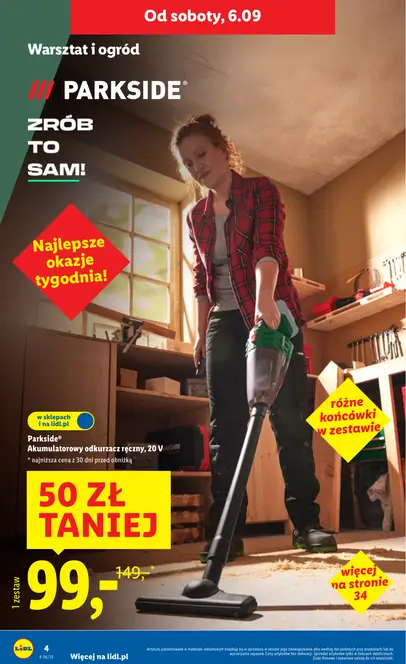 Od soboty, 6.09
Warsztat i ogród
/// PARKSIDE®
ZRÓB
TO
SAM!
Najlepsze
okazje
tygodnia!
w sklepach
i na lidl.pl
Parkside®
Akumulatorowy odkurzacz ręczny, 20 V
* najniższa cena z 30 dni przed obniżką
różne
końcówki
w zestawie
50 ZŁ
TANIEJ
1 zestaw
149,-*
99,-
więcej
na stronie
34
LIDL
4
Więcej na lidl.pl